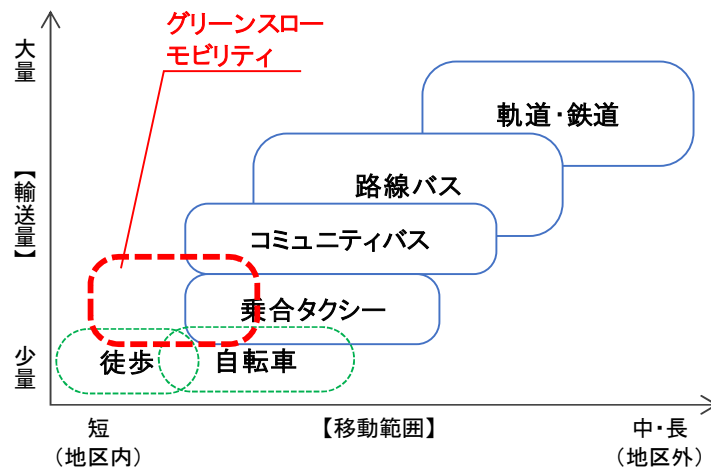 グリーンスロー
モビリティ
大量
軌道・鉄道
路線バス
【輸送量】
コミュニティバス
乗合タクシー
少量
徒歩
自転車
短
（地区内）
【移動範囲】
中・長
（地区外）